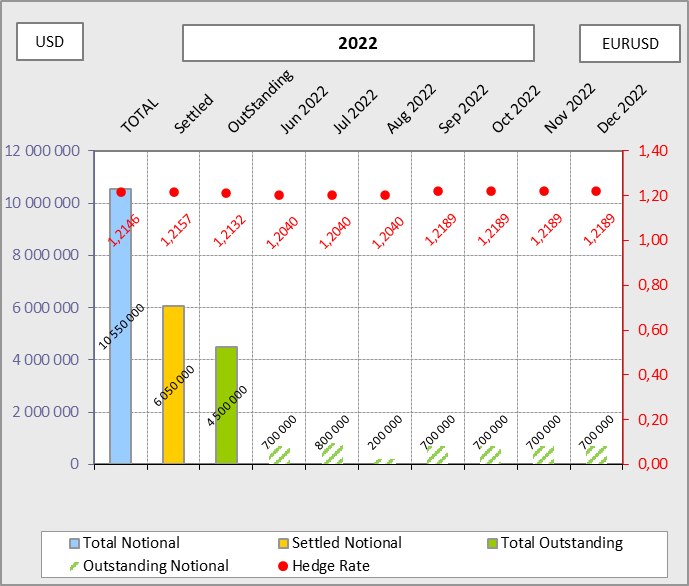 USD
2022
EURUSD
TOTAL
Settled
OutStanding
Jun 2022
Jul 2022
Aug 2022
Sep 2022
Oct 2022
Nov 2022
Dec 2022
12 000 000
10 000 000
8 000 000
6 000 000
4 000 000
2 000 000
0
1,2146
1,2157
1,2132
1,2040
1,2040
1,2040
1,2189
1,2189
1,2189
1,2189
10 550 000
6 050 000
4 500 000
700 000
800 000
200 000
700 000
700 000
700 000
700 000
1,40
1,20
1,00
0,80
0,60
0,40
0,20
0,00
Total Notional
Settled Notional
Total Outstanding
Outstanding Notional
Hedge Rate